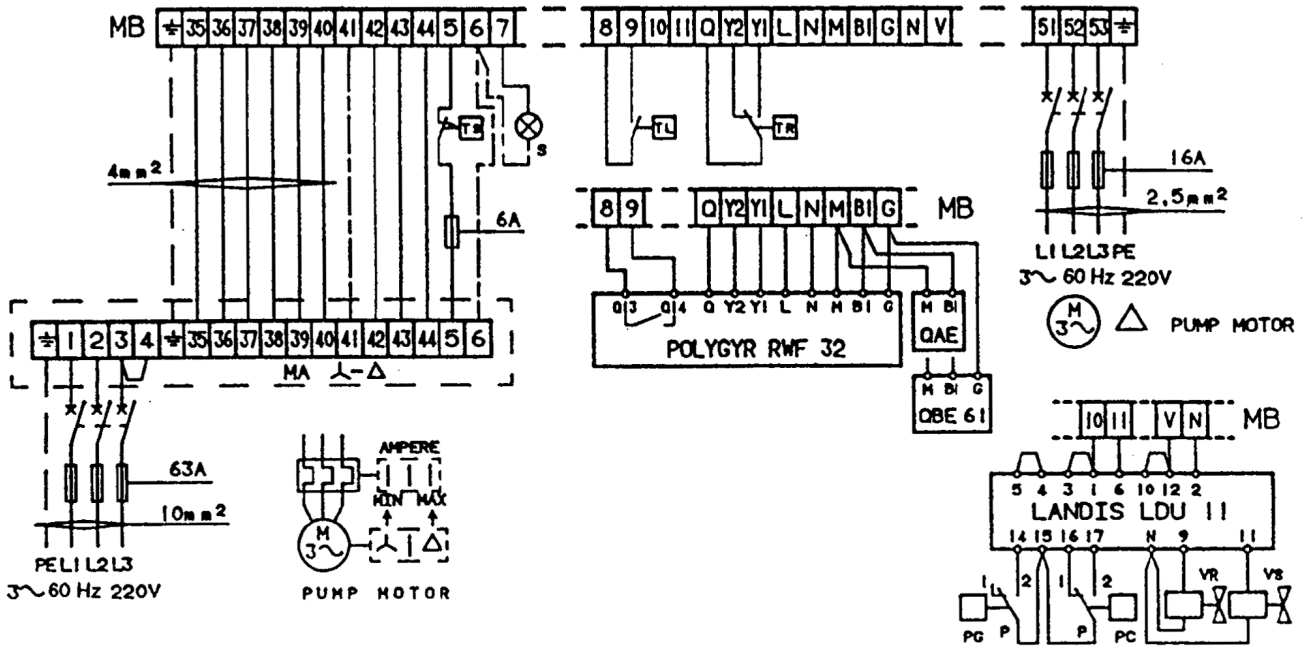 MB ⏚ 35 36 37 38 39 40 41 42 43 44 5 6 7
8 9 10 11 Q Y2 Y1 L N M B1 G N V
51 52 53 ⏚
TS
S
TL
TR
4mm²
6A
16A
2,5mm²
L1 L2 L3 PE
3~ 60 Hz 220V
M
3~ △ PUMP MOTOR
8 9 Q Y2 Y1 L N M B1 G MB
Q 3 Q 4 Q Y2 Y1 L N M B1 G
POLYGYR RWF 32
M B1
QAE
M B1 G
QBE 61
⏚ 1 2 3 4 ⏚ 35 36 37 38 39 40 41 42 43 44 5 6
MA ⅄-△
63A
10mm²
PE L1 L2 L3
3~ 60 Hz 220V
AMPERE
MIN MAX
M
3~
⅄ △
PUMP MOTOR
10 11 V N MB
5 4 3 1 6 10 12 2
LANDIS LDU 11
14 15 16 17 N 9 11
1 2 1 2 VR VS
PG P P PC